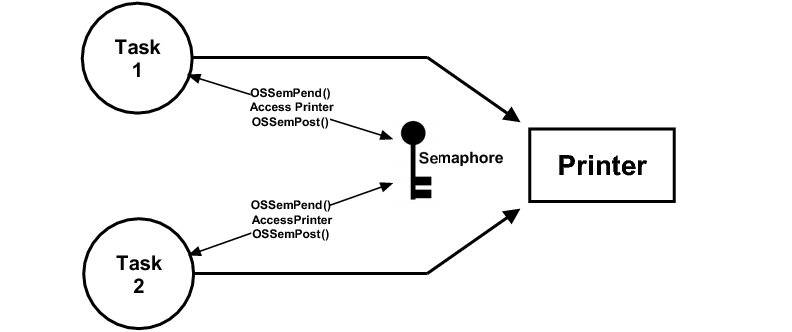 Task
1
OSSemPend()
Access Printer
OSSemPost()
Semaphore
Printer
OSSemPend()
AccessPrinter
OSSemPost()
Task
2